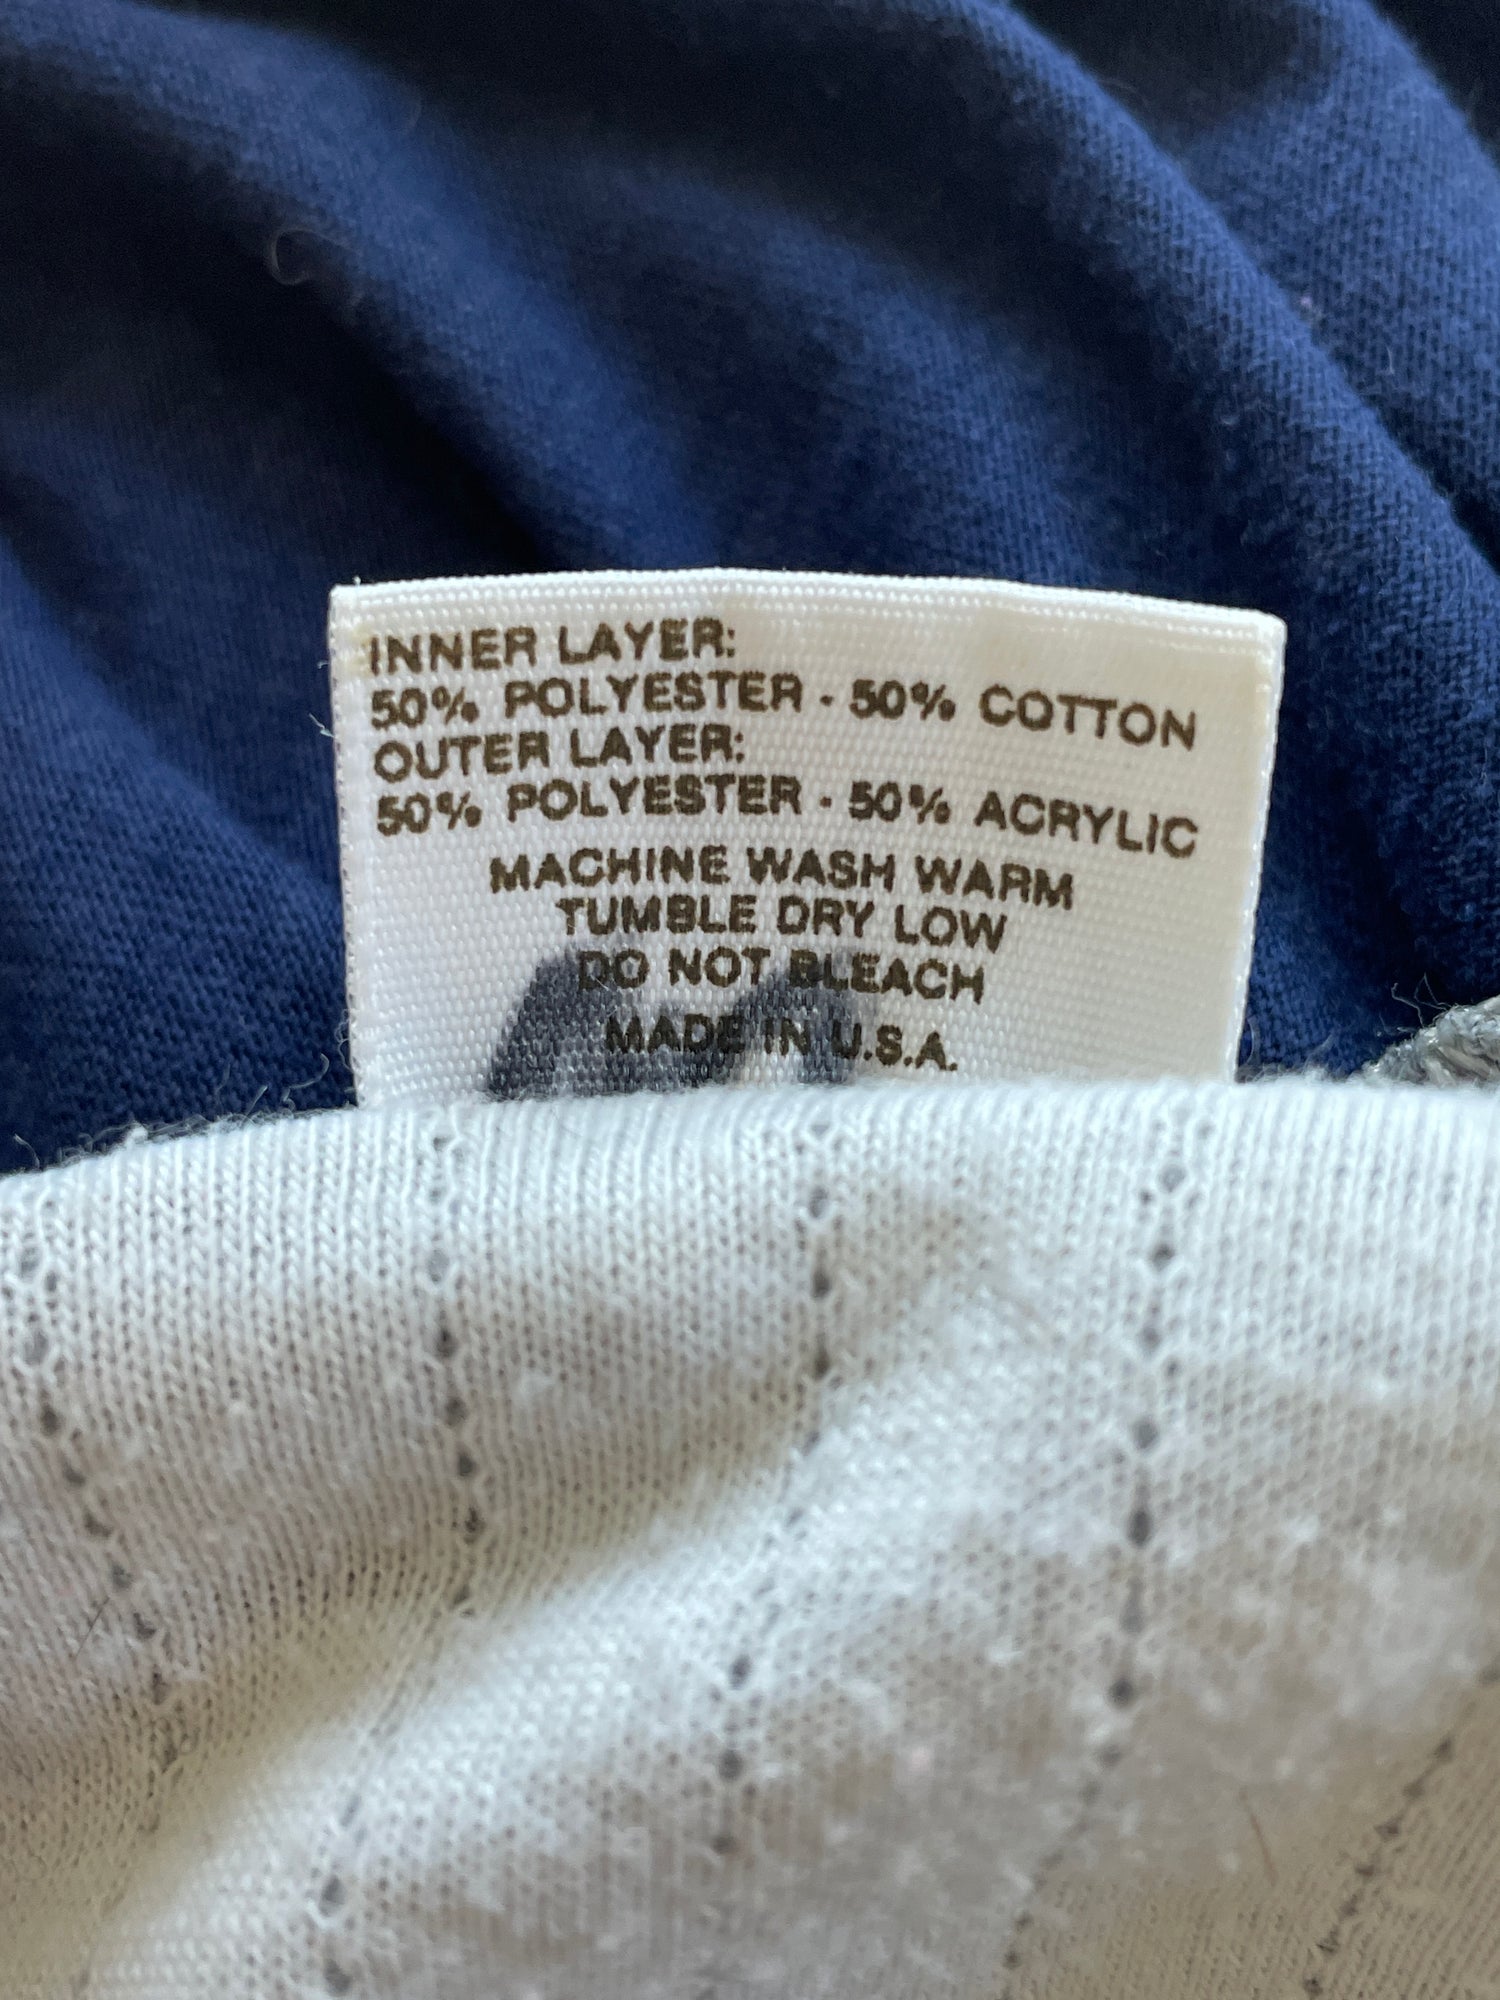 INNER LAYER:
50% POLYESTER - 50% COTTON
OUTER LAYER:
50% POLYESTER - 50% ACRYLIC
MACHINE WASH WARM
TUMBLE DRY LOW
DO NOT BLEACH
MADE IN U.S.A.